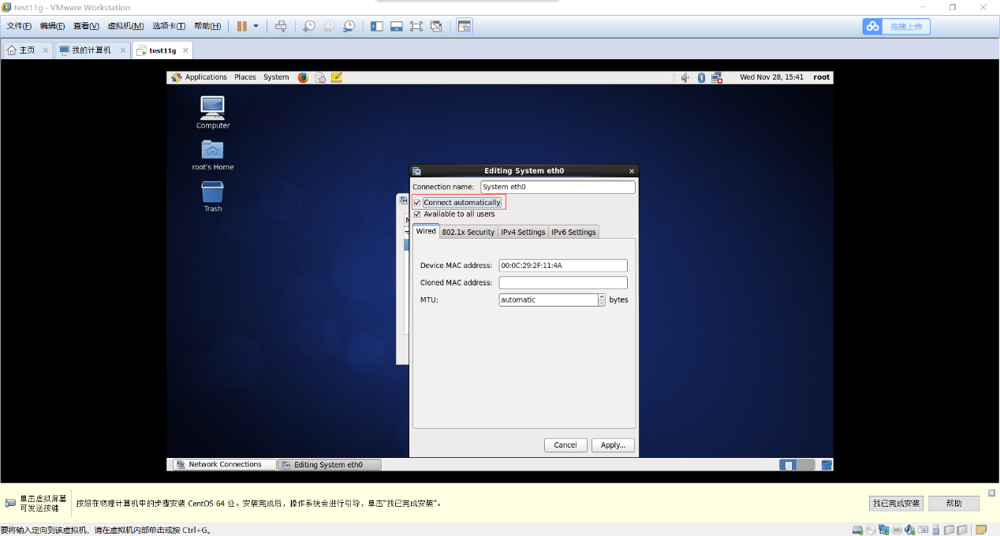 test11g - VMware Workstation
文件(F) 编辑(E) 查看(V) 虚拟机(M) 选项卡(T) 帮助(H)
拖拽上传
主页 我的计算机 test11g
Applications Places System Wed Nov 28, 15:41 root
Computer
root's Home
Trash
Editing System eth0
Connection name: System eth0
Connect automatically
Available to all users
Wired 802.1x Security IPv4 Settings IPv6 Settings
Device MAC address: 00:0C:29:2F:11:4A
Cloned MAC address:
MTU: automatic bytes
Cancel Apply...
Network Connections Editing System eth0
单击虚拟屏幕
可发送按键
按照在物理计算机中的步骤安装 CentOS 64 位。安装完成后，操作系统会进行引导，单击“我已完成安装”。
我已完成安装 帮助
要将输入定向到该虚拟机，请在虚拟机内部单击或按 Ctrl+G。